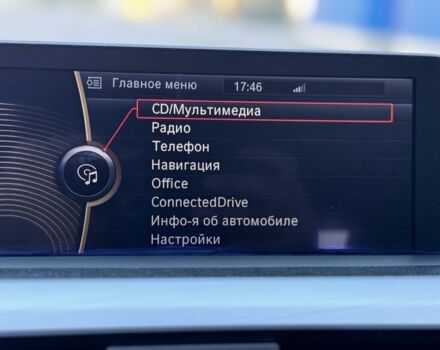 Главное меню 17:46
CD/Мультимедиа
Радио
Телефон
Навигация
Office
ConnectedDrive
Инфо-я об автомобиле
Настройки